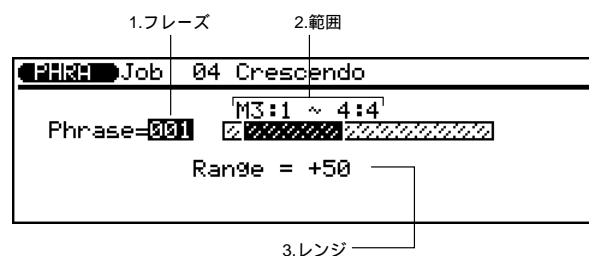 1.フレーズ 2.範囲
PHRA Job 04 Crescendo
M3:1 ~ 4:4
Phrase=001
Range = +50
3.レンジ